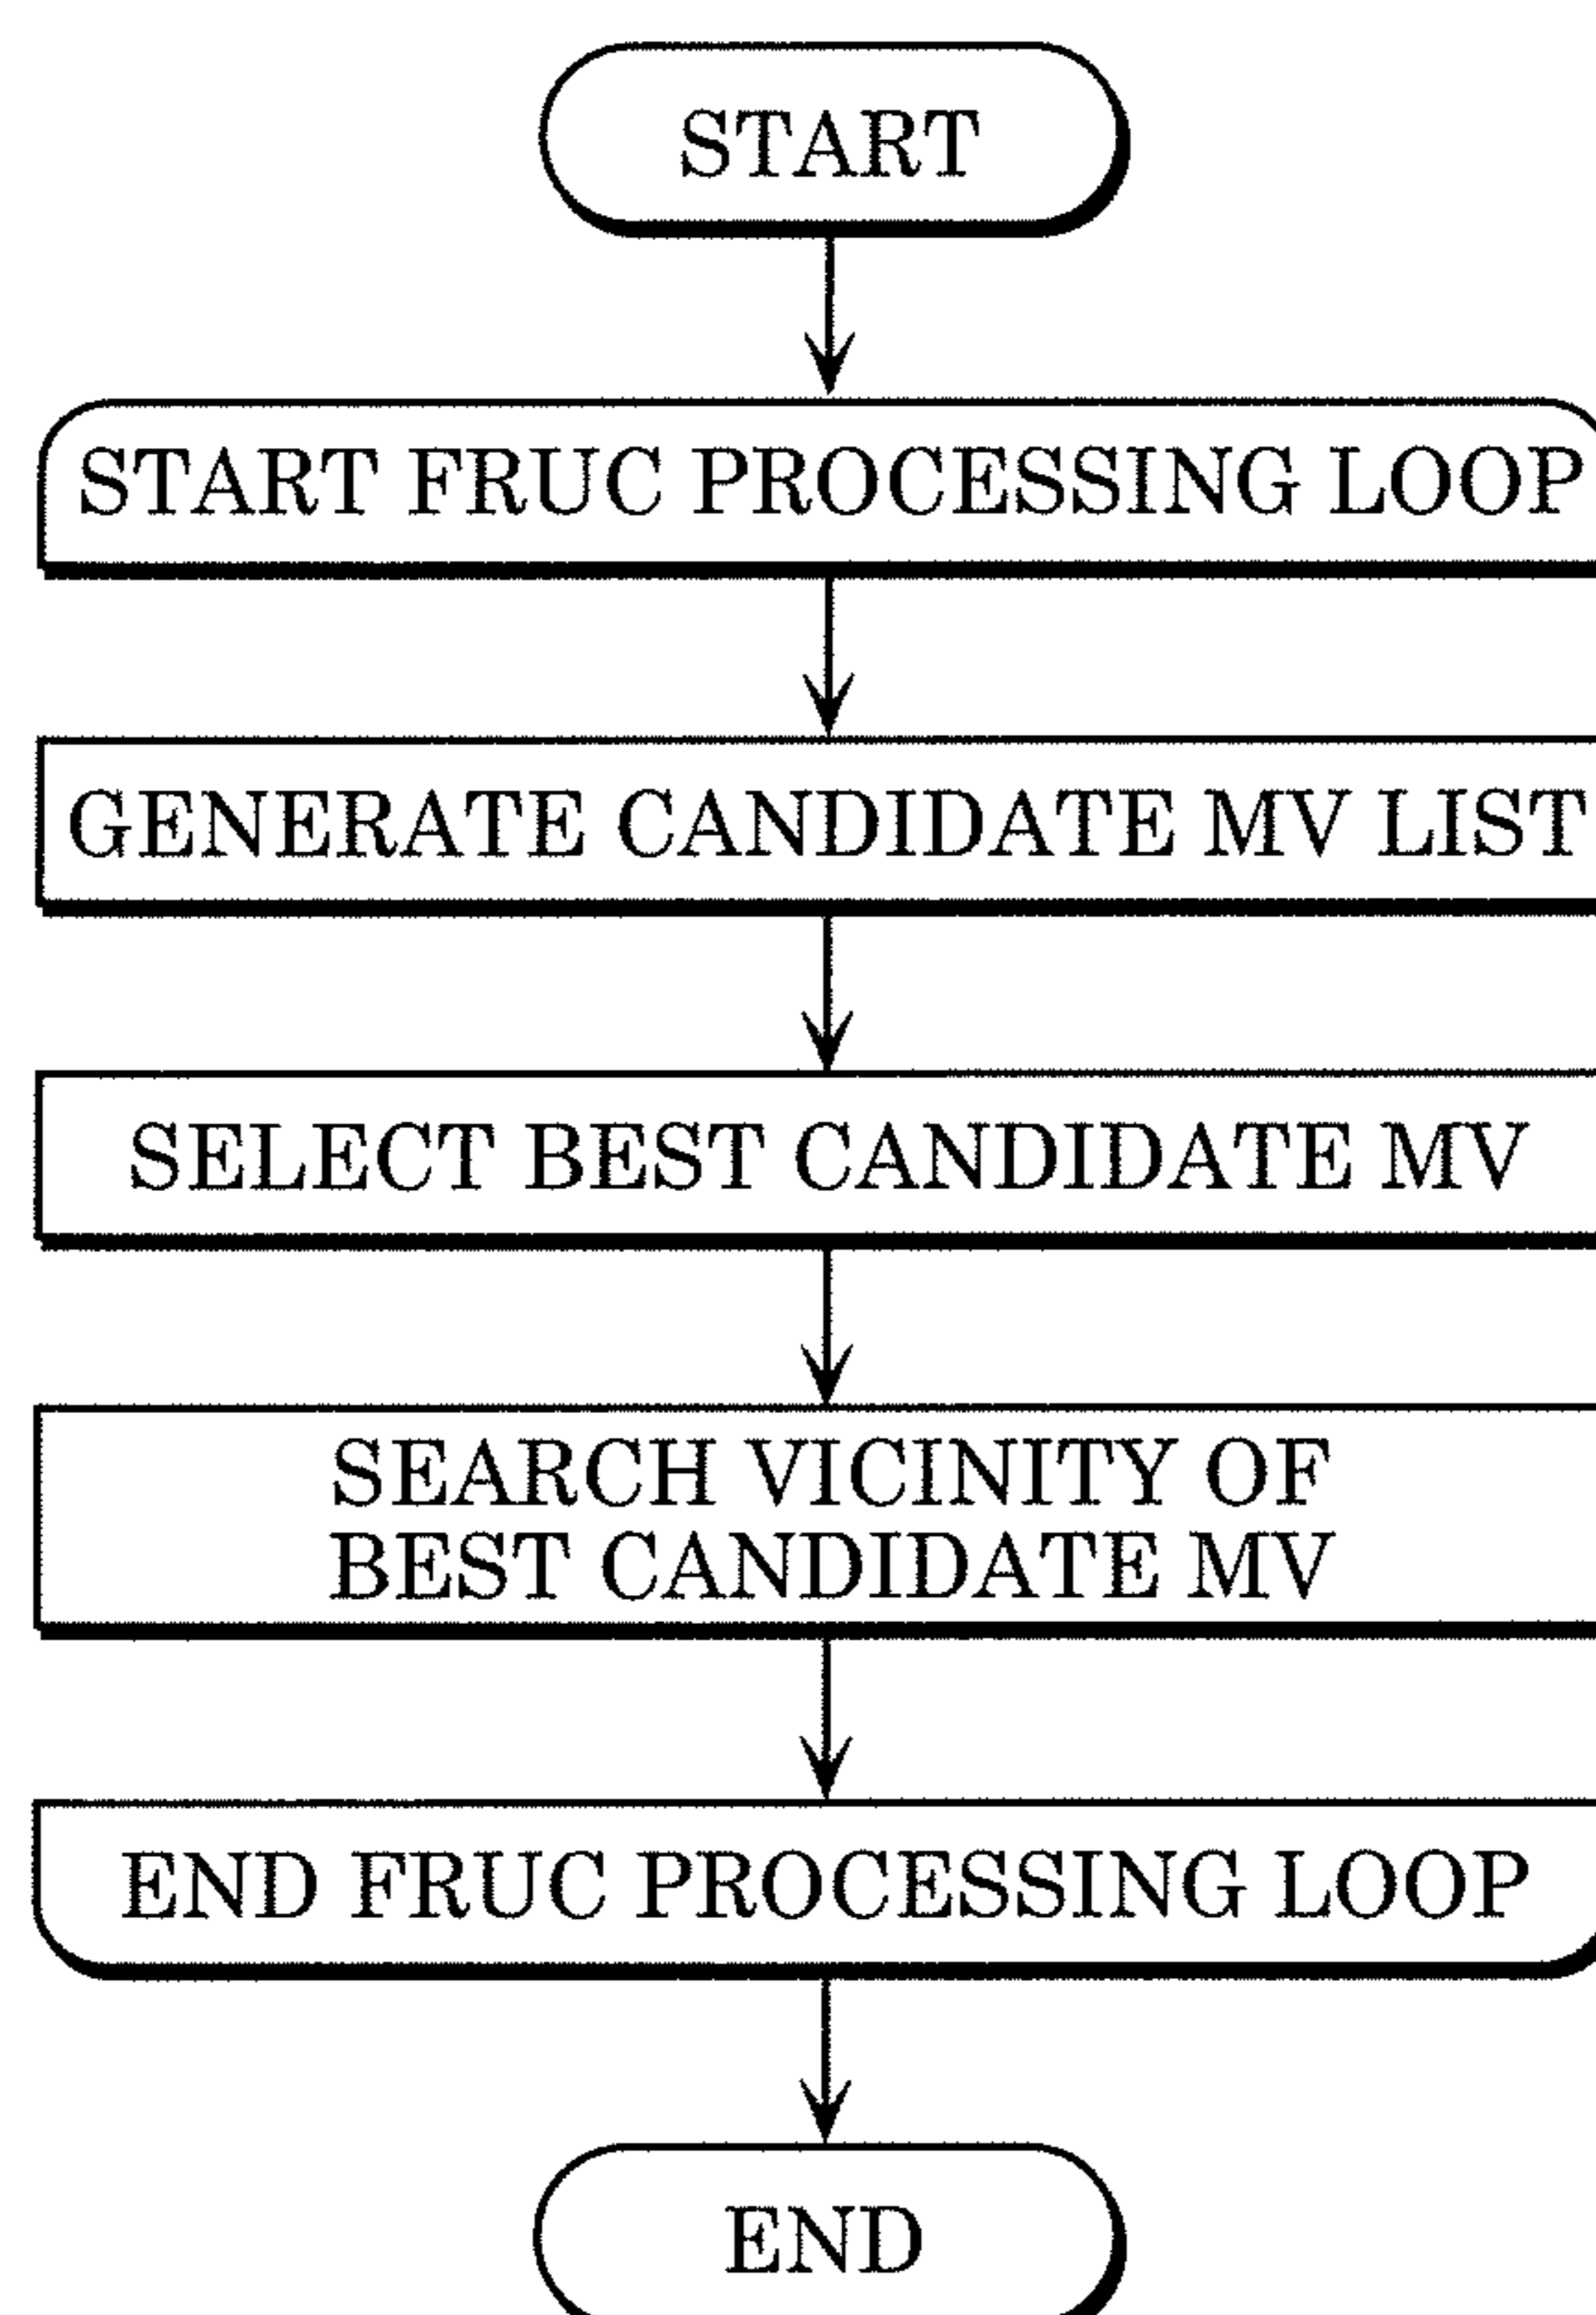 START
START FRUC PROCESSING LOOP
GENERATE CANDIDATE MV LIST
SELECT BEST CANDIDATE MV
SEARCH VICINITY OF
BEST CANDIDATE MV
END FRUC PROCESSING LOOP
END